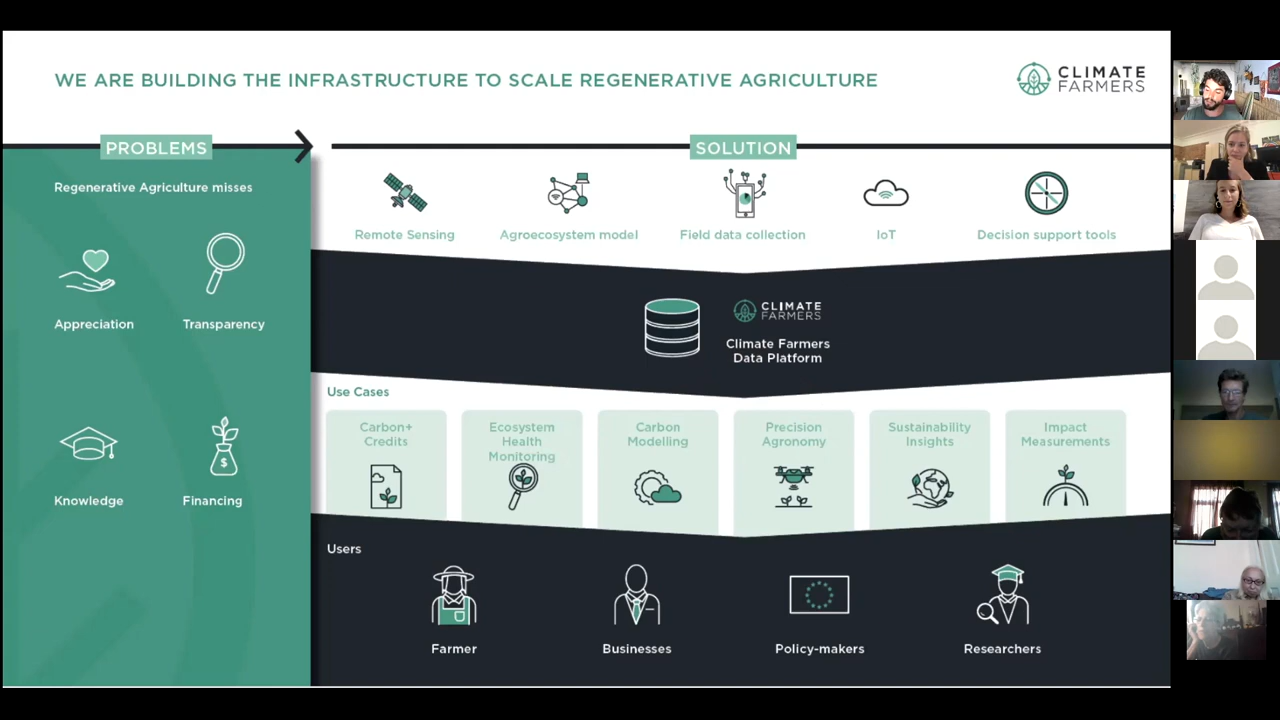 WE ARE BUILDING THE INFRASTRUCTURE TO SCALE REGENERATIVE AGRICULTURE
CLIMATE
FARMERS
PROBLEMS
Regenerative Agriculture misses
Appreciation
Transparency
Knowledge
$
Financing
SOLUTION
Remote Sensing
Agroecosystem model
Field data collection
IoT
Decision support tools
CLIMATE
FARMERS
Climate Farmers
Data Platform
Use Cases
Carbon+
Credits
Ecosystem
Health
Monitoring
Carbon
Modelling
Precision
Agronomy
Sustainability
Insights
Impact
Measurements
Users
Farmer
Businesses
Policy-makers
Researchers